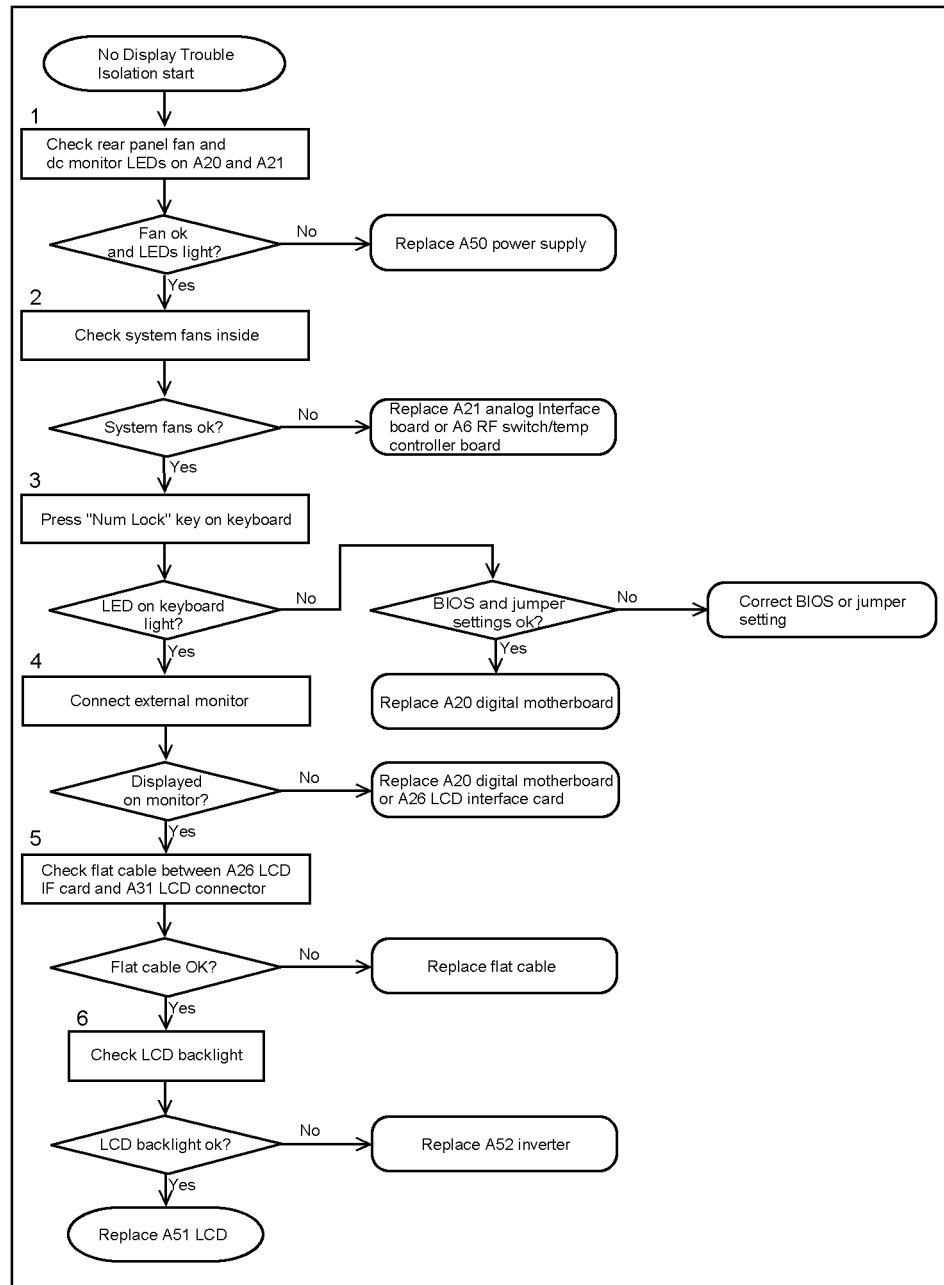 No Display Trouble
Isolation start
1
Check rear panel fan and
dc monitor LEDs on A20 and A21
Fan ok
and LEDs light?
No
Replace A50 power supply
Yes
2
Check system fans inside
System fans ok?
No
Replace A21 analog Interface
board or A6 RF switch/temp
controller board
Yes
3
Press "Num Lock" key on keyboard
LED on keyboard
light?
No
BIOS and jumper
settings ok?
No
Correct BIOS or jumper
setting
Yes
Yes
Replace A20 digital motherboard
4
Connect external monitor
Displayed
on monitor?
No
Replace A20 digital motherboard
or A26 LCD interface card
Yes
5
Check flat cable between A26 LCD
IF card and A31 LCD connector
Flat cable OK?
No
Replace flat cable
Yes
6
Check LCD backlight
LCD backlight ok?
No
Replace A52 inverter
Yes
Replace A51 LCD